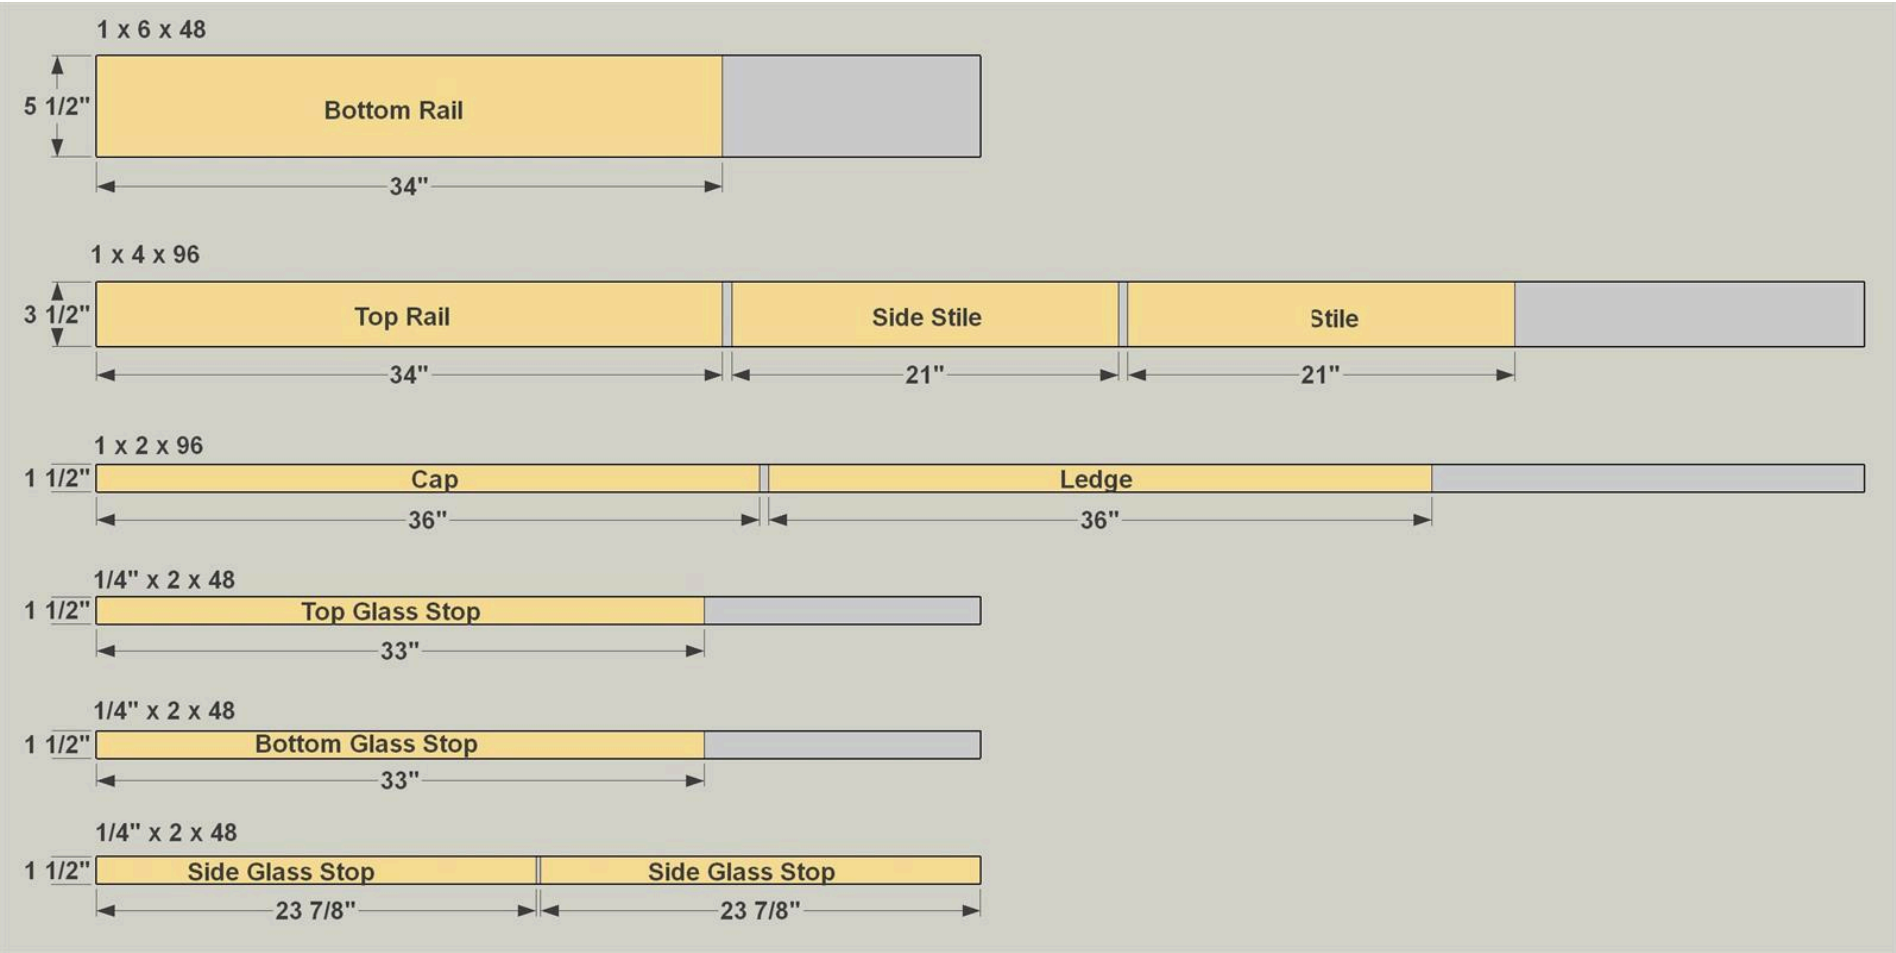 1 x 6 x 48
5 1/2"
Bottom Rail
34"
1 x 4 x 96
3 1/2"
Top Rail
Side Stile
Stile
34"
21"
21"
1 x 2 x 96
1 1/2"
Cap
Ledge
36"
36"
1/4" x 2 x 48
1 1/2"
Top Glass Stop
33"
1/4" x 2 x 48
1 1/2"
Bottom Glass Stop
33"
1/4" x 2 x 48
1 1/2"
Side Glass Stop
Side Glass Stop
23 7/8"
23 7/8"